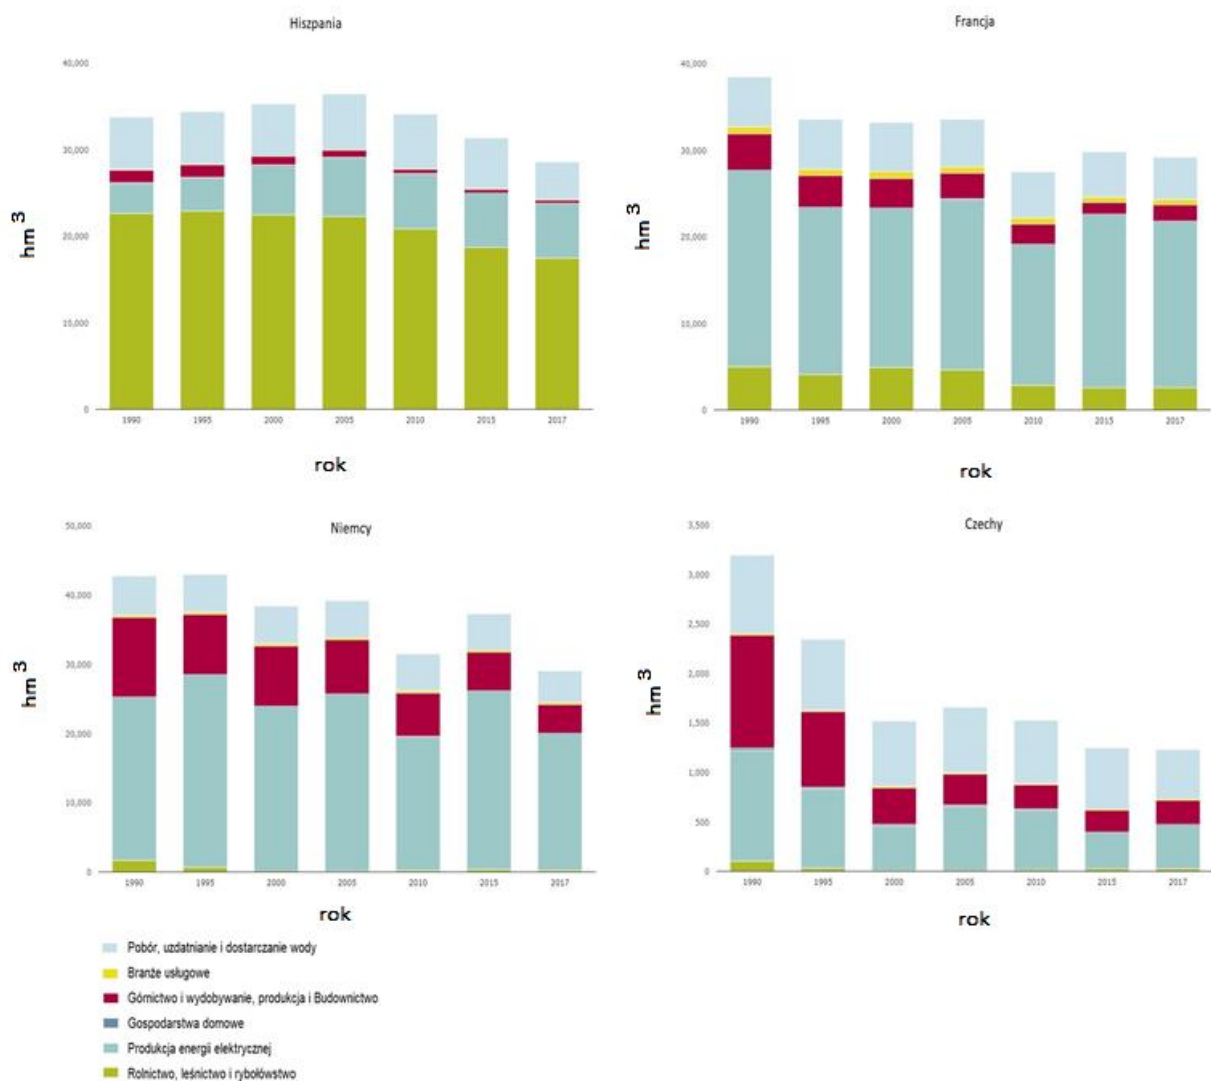 Hiszpania
hm 3
40,000
30,000
20,000
10,000
0
1990 1995 2000 2005 2010 2015 2017
rok
Francja
hm 3
40,000
30,000
20,000
10,000
0
1990 1995 2000 2005 2010 2015 2017
rok
Niemcy
hm 3
50,000
40,000
30,000
20,000
10,000
0
1990 1995 2000 2005 2010 2015 2017
rok
Czechy
hm 3
3,500
3,000
2,500
2,000
1,500
1,000
500
0
1990 1995 2000 2005 2010 2015 2017
rok
Pobór, uzdatnianie i dostarczanie wody
Branże usługowe
Górnictwo i wydobywanie, produkcja i Budownictwo
Gospodarstwa domowe
Produkcja energii elektrycznej
Rolnictwo, leśnictwo i rybołówstwo